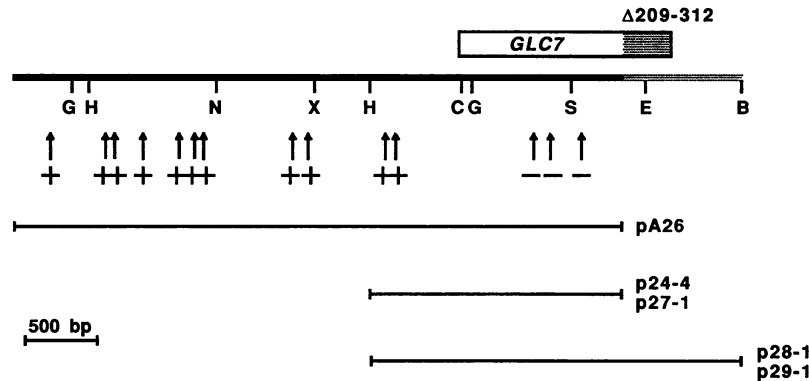 Δ209-312
GLC7
G H N X H C G S E B
+ ++ + +++ ++ ++ -- -
pA26
p24-4
p27-1
500 bp
p28-1
p29-1